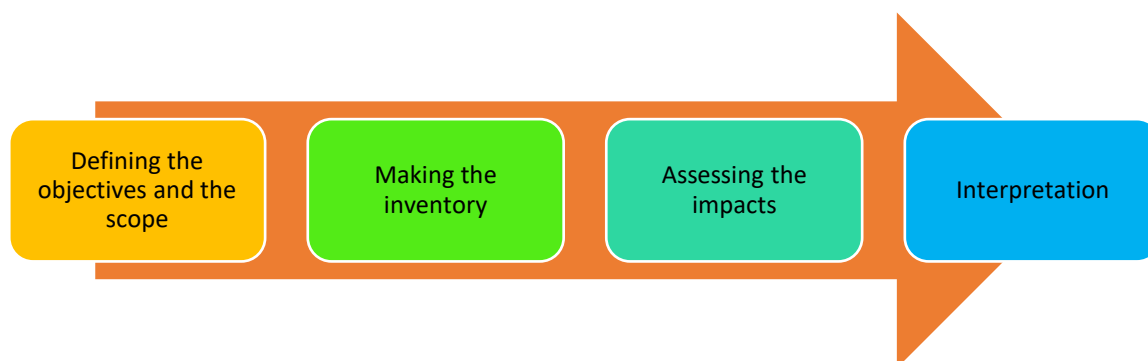 Defining the
objectives and the
scope
Making the
inventory
Assessing the
impacts
Interpretation